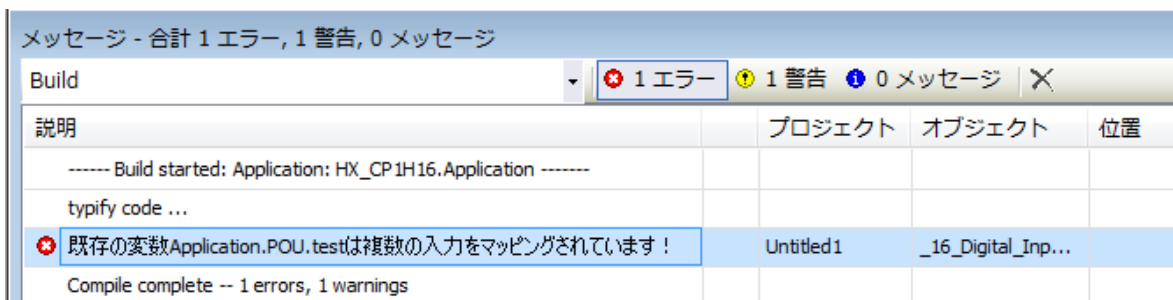 メッセージ - 合計 1 エラー, 1 警告, 0 メッセージ
Build 1 エラー 1 警告 0 メッセージ
説明 プロジェクト オブジェクト 位置
------ Build started: Application: HX_CP1H16.Application -------
typify code ...
既存の変数Application.POU.testは複数の入力をマッピングされています！ Untitled1 _16_Digital_Inp...
Compile complete -- 1 errors, 1 warnings